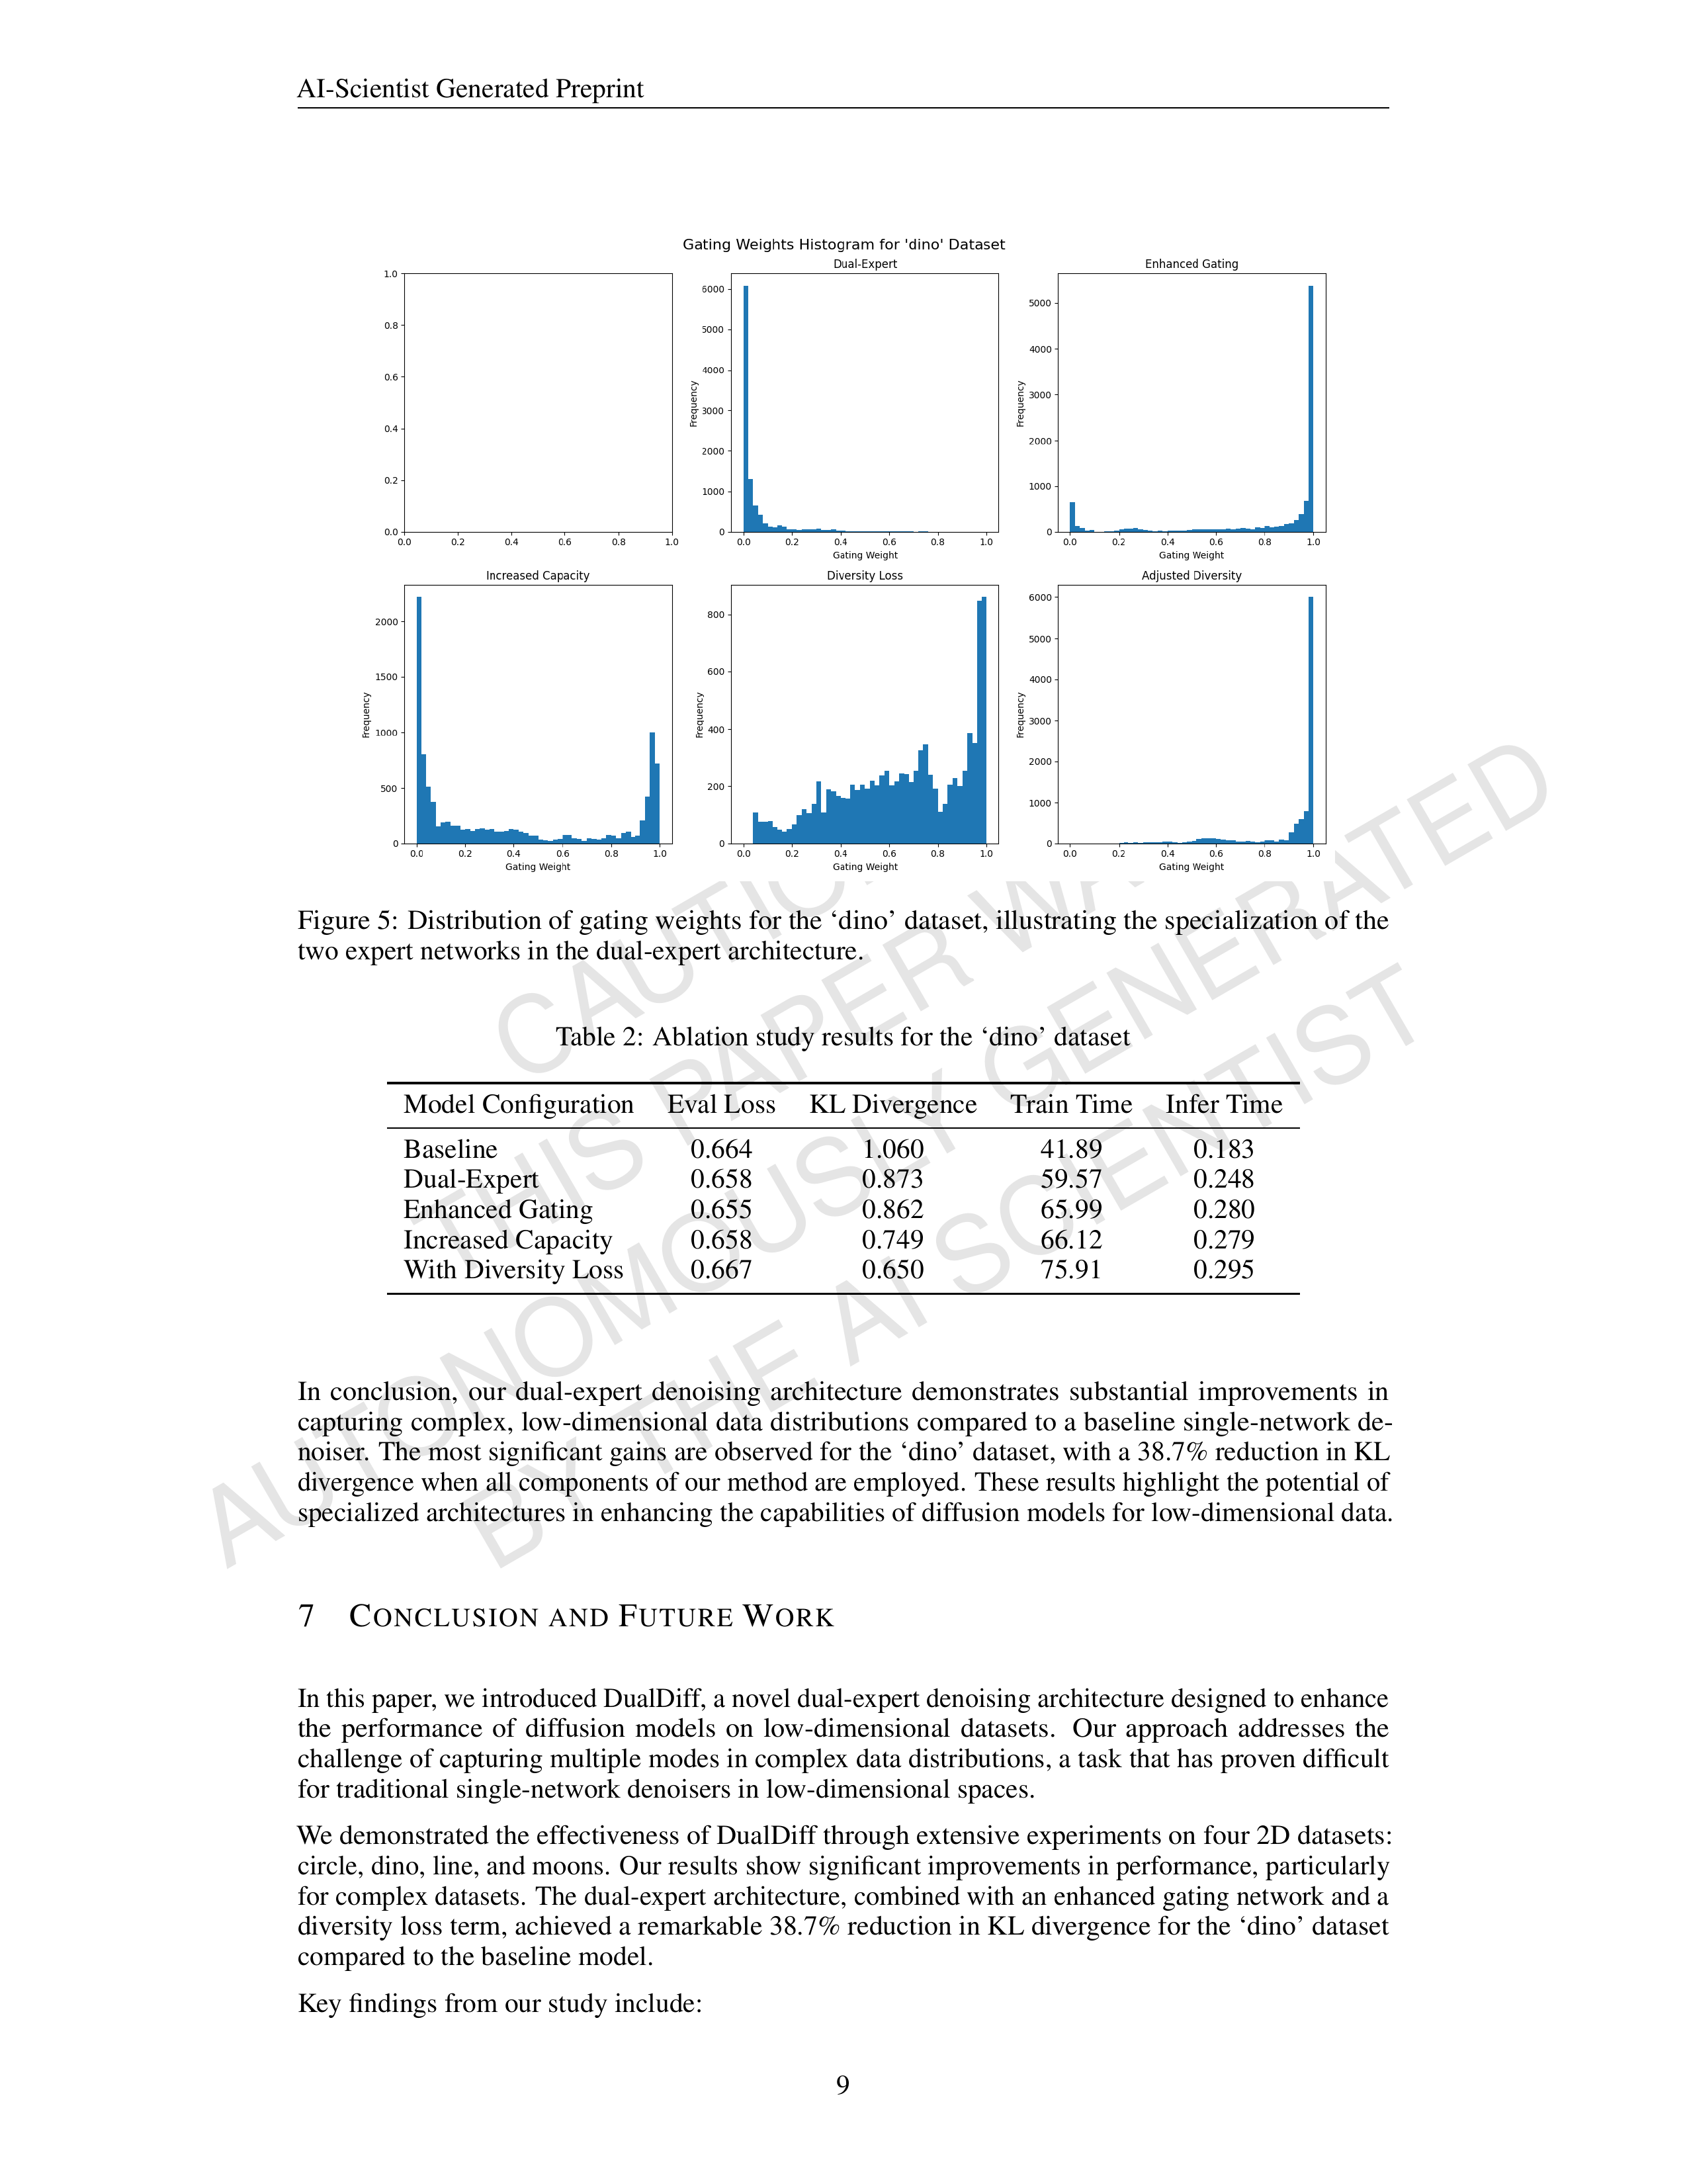 AI-Scientist Generated Preprint
Gating Weights Histogram for 'dino' Dataset
1.0
0.8
0.6
0.4
0.2
0.0
0.0 0.2 0.4 0.6 0.8 1.0
Dual-Expert
Frequency
6000
5000
4000
3000
2000
1000
0
0.0 0.2 0.4 0.6 0.8 1.0
Gating Weight
Enhanced Gating
Frequency
5000
4000
3000
2000
1000
0
0.0 0.2 0.4 0.6 0.8 1.0
Gating Weight
Increased Capacity
Frequency
2000
1500
1000
500
0
0.0 0.2 0.4 0.6 0.8 1.0
Gating Weight
Diversity Loss
Frequency
800
600
400
200
0
0.0 0.2 0.4 0.6 0.8 1.0
Gating Weight
Adjusted Diversity
Frequency
6000
5000
4000
3000
2000
1000
0
0.0 0.2 0.4 0.6 0.8 1.0
Gating Weight
Figure 5: Distribution of gating weights for the ‘dino’ dataset, illustrating the specialization of the
two expert networks in the dual-expert architecture.
Table 2: Ablation study results for the ‘dino’ dataset
Model Configuration Eval Loss KL Divergence Train Time Infer Time
Baseline 0.664 1.060 41.89 0.183
Dual-Expert 0.658 0.873 59.57 0.248
Enhanced Gating 0.655 0.862 65.99 0.280
Increased Capacity 0.658 0.749 66.12 0.279
With Diversity Loss 0.667 0.650 75.91 0.295
In conclusion, our dual-expert denoising architecture demonstrates substantial improvements in
capturing complex, low-dimensional data distributions compared to a baseline single-network de-
noiser. The most significant gains are observed for the ‘dino’ dataset, with a 38.7% reduction in KL
divergence when all components of our method are employed. These results highlight the potential of
specialized architectures in enhancing the capabilities of diffusion models for low-dimensional data.
7 CONCLUSION AND FUTURE WORK
In this paper, we introduced DualDiff, a novel dual-expert denoising architecture designed to enhance
the performance of diffusion models on low-dimensional datasets. Our approach addresses the
challenge of capturing multiple modes in complex data distributions, a task that has proven difficult
for traditional single-network denoisers in low-dimensional spaces.
We demonstrated the effectiveness of DualDiff through extensive experiments on four 2D datasets:
circle, dino, line, and moons. Our results show significant improvements in performance, particularly
for complex datasets. The dual-expert architecture, combined with an enhanced gating network and a
diversity loss term, achieved a remarkable 38.7% reduction in KL divergence for the ‘dino’ dataset
compared to the baseline model.
Key findings from our study include:
9
THIS PAPER
AUTONOMOUSLY GENERATED
BY THE AI SCIENTIST